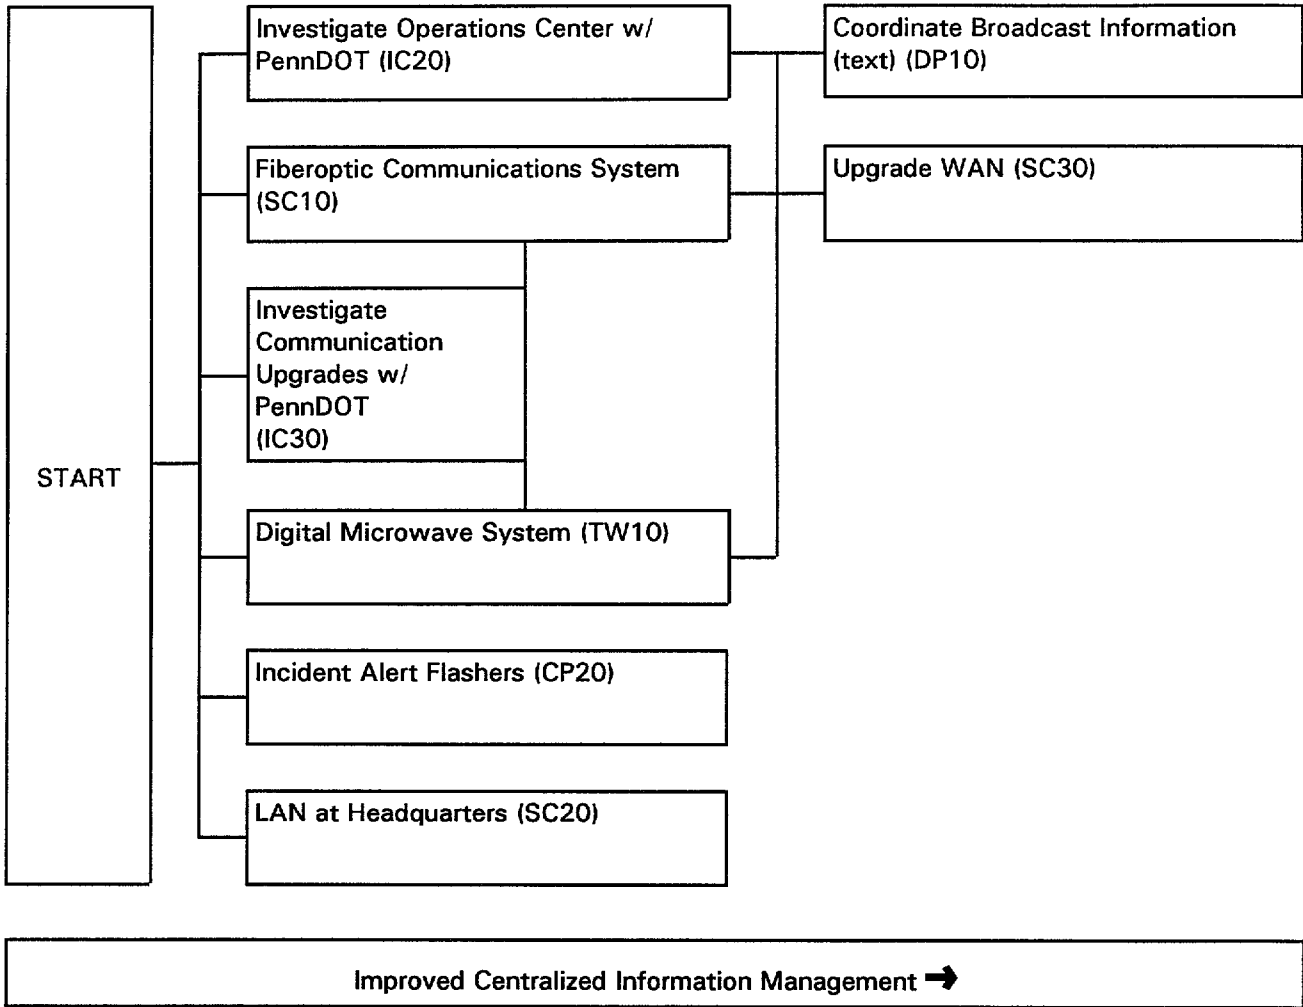 START
Investigate Operations Center w/
PennDOT (IC20)
Fiberoptic Communications System
(SC10)
Investigate
Communication
Upgrades w/
PennDOT
(IC30)
Digital Microwave System (TW10)
Incident Alert Flashers (CP20)
LAN at Headquarters (SC20)
Coordinate Broadcast Information
(text) (DP10)
Upgrade WAN (SC30)
Improved Centralized Information Management →